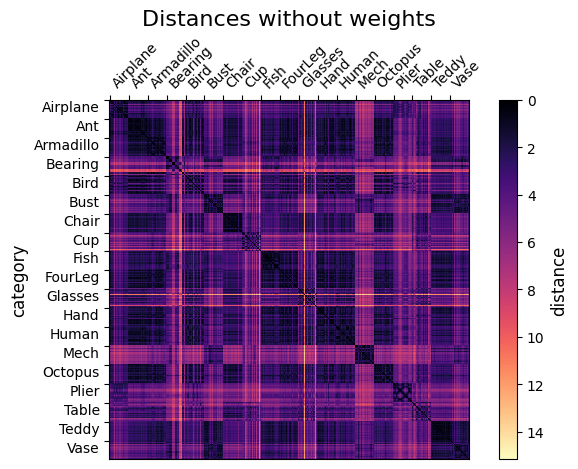 Distances without weights
Airplane
Ant
Armadillo
Bearing
Bird
Bust
Chair
Cup
Fish
FourLeg
Glasses
Hand
Human
Mech
Octopus
Plier
Table
Teddy
Vase
category
Airplane
Ant
Armadillo
Bearing
Bird
Bust
Chair
Cup
Fish
FourLeg
Glasses
Hand
Human
Mech
Octopus
Plier
Table
Teddy
Vase
0
2
4
6
8
10
12
14
distance